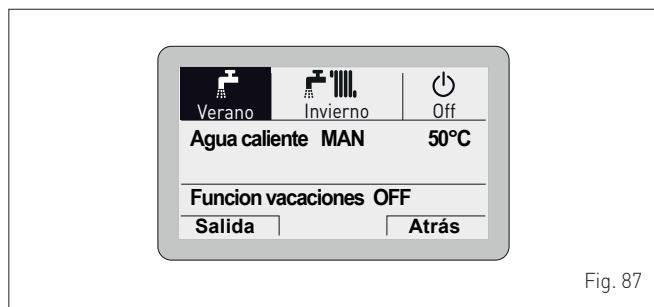 Verano Invierno Off
Agua caliente MAN 50°C
Funcion vacaciones OFF
Salida Atrás
Fig. 87